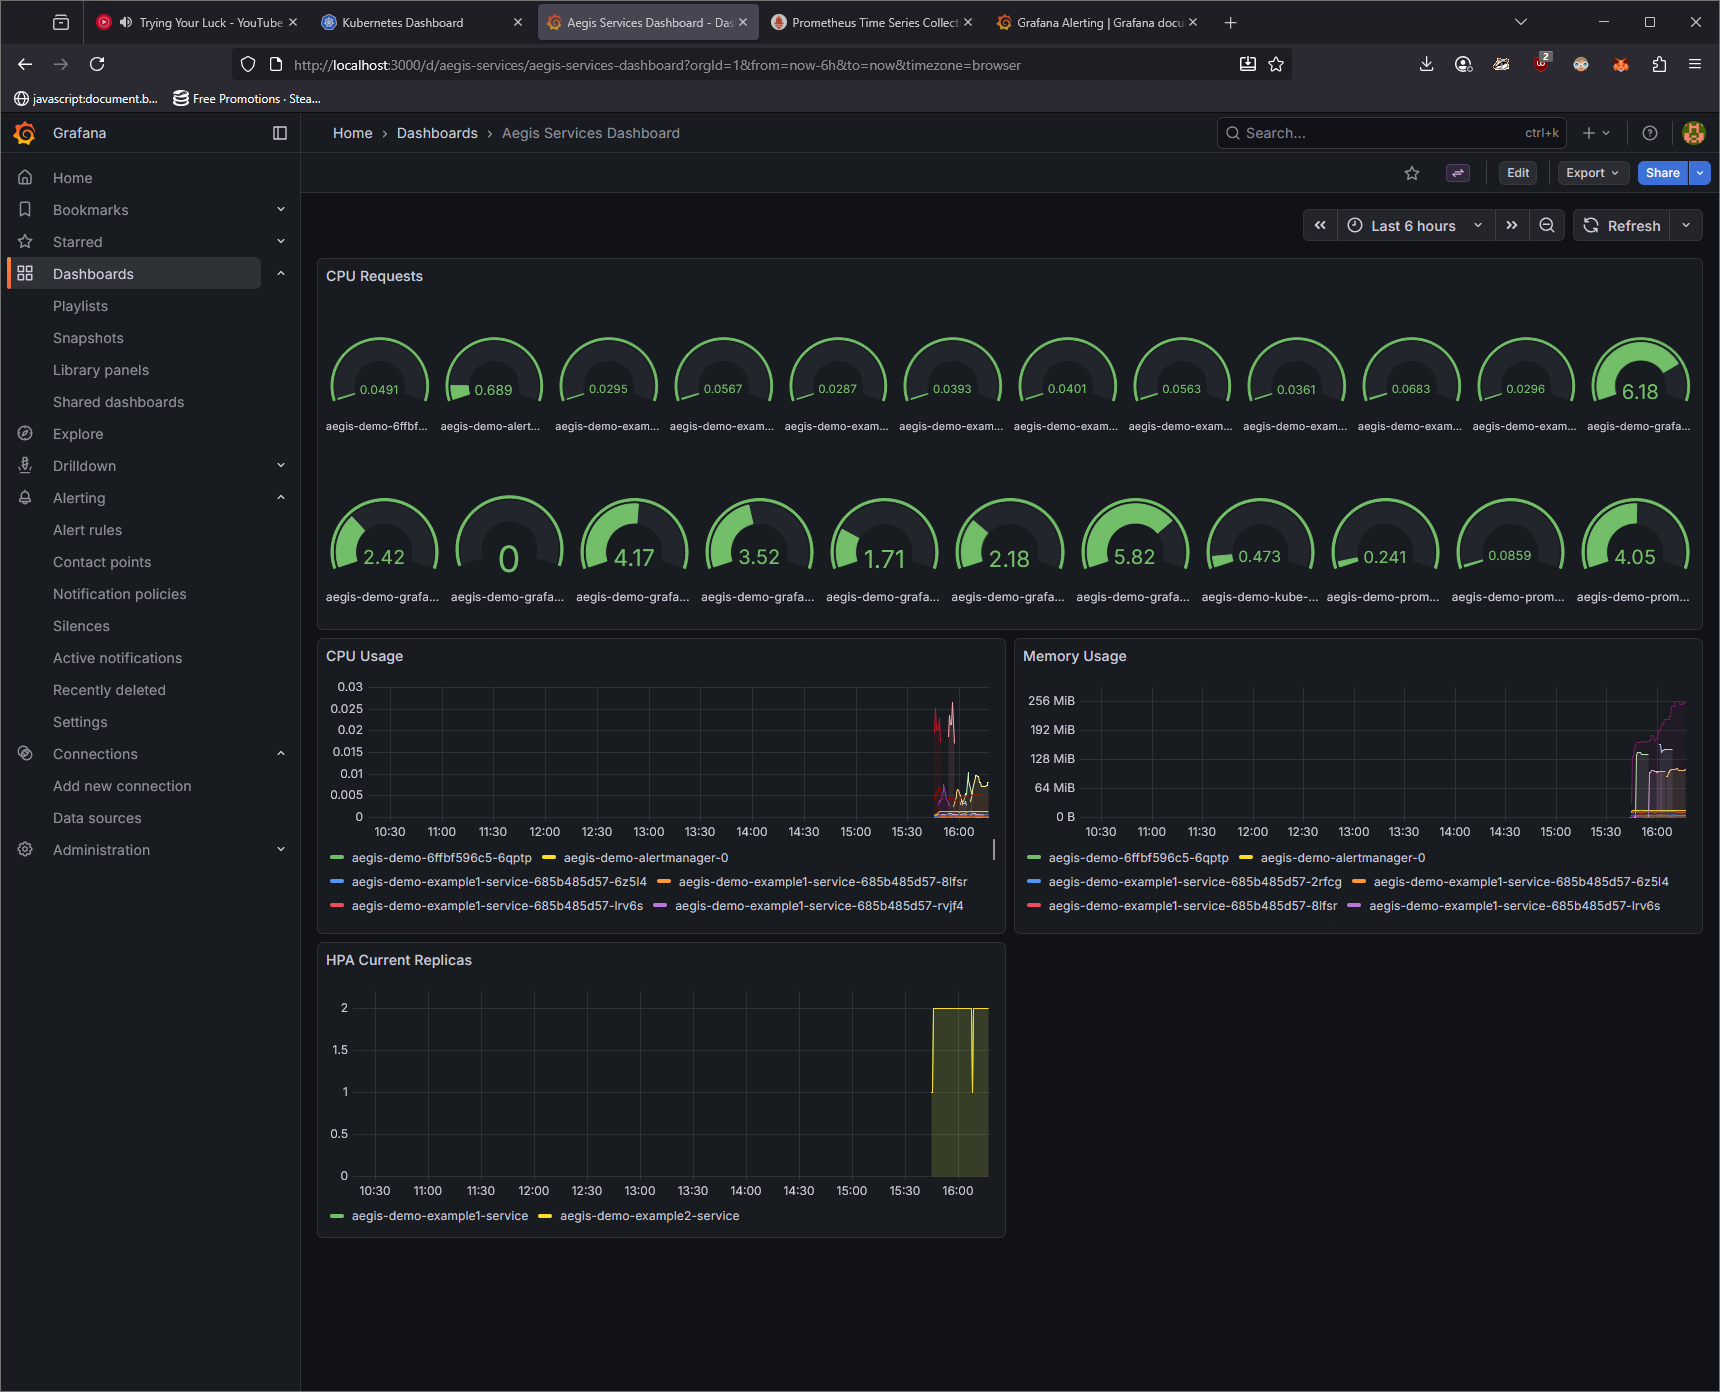 Trying Your Luck - YouTube
Kubernetes Dashboard
Aegis Services Dashboard - Das
Prometheus Time Series Collect
Grafana Alerting | Grafana docu
http://localhost:3000/d/aegis-services/aegis-services-dashboard?orgId=1&from=now-6h&to=now&timezone=browser
2
javascript:document.b...
Free Promotions · Stea...
Grafana
Home › Dashboards › Aegis Services Dashboard
Search...
ctrl+k
Edit
Export
Share
Last 6 hours
Refresh
Home
Bookmarks
Starred
Dashboards
Playlists
Snapshots
Library panels
Shared dashboards
Explore
Drilldown
Alerting
Alert rules
Contact points
Notification policies
Silences
Active notifications
Recently deleted
Settings
Connections
Add new connection
Data sources
Administration
CPU Requests
0.0491 0.689 0.0295 0.0567 0.0287 0.0393 0.0401 0.0563 0.0361 0.0683 0.0296 6.18
aegis-demo-6ffbf... aegis-demo-alert... aegis-demo-exam... aegis-demo-exam... aegis-demo-exam... aegis-demo-exam... aegis-demo-exam... aegis-demo-exam... aegis-demo-exam... aegis-demo-exam... aegis-demo-exam... aegis-demo-grafa...
2.42 0 4.17 3.52 1.71 2.18 5.82 0.473 0.241 0.0859 4.05
aegis-demo-grafa... aegis-demo-grafa... aegis-demo-grafa... aegis-demo-grafa... aegis-demo-grafa... aegis-demo-grafa... aegis-demo-grafa... aegis-demo-kube-... aegis-demo-prom... aegis-demo-prom... aegis-demo-prom...
CPU Usage
0.03
0.025
0.02
0.015
0.01
0.005
0
10:30 11:00 11:30 12:00 12:30 13:00 13:30 14:00 14:30 15:00 15:30 16:00
aegis-demo-6ffbf596c5-6qptp aegis-demo-alertmanager-0
aegis-demo-example1-service-685b485d57-6z5l4 aegis-demo-example1-service-685b485d57-8lfsr
aegis-demo-example1-service-685b485d57-lrv6s aegis-demo-example1-service-685b485d57-rvjf4
Memory Usage
256 MiB
192 MiB
128 MiB
64 MiB
0 B
10:30 11:00 11:30 12:00 12:30 13:00 13:30 14:00 14:30 15:00 15:30 16:00
aegis-demo-6ffbf596c5-6qptp aegis-demo-alertmanager-0
aegis-demo-example1-service-685b485d57-2rfcg aegis-demo-example1-service-685b485d57-6z5l4
aegis-demo-example1-service-685b485d57-8lfsr aegis-demo-example1-service-685b485d57-lrv6s
HPA Current Replicas
2
1.5
1
0.5
0
10:30 11:00 11:30 12:00 12:30 13:00 13:30 14:00 14:30 15:00 15:30 16:00
aegis-demo-example1-service aegis-demo-example2-service